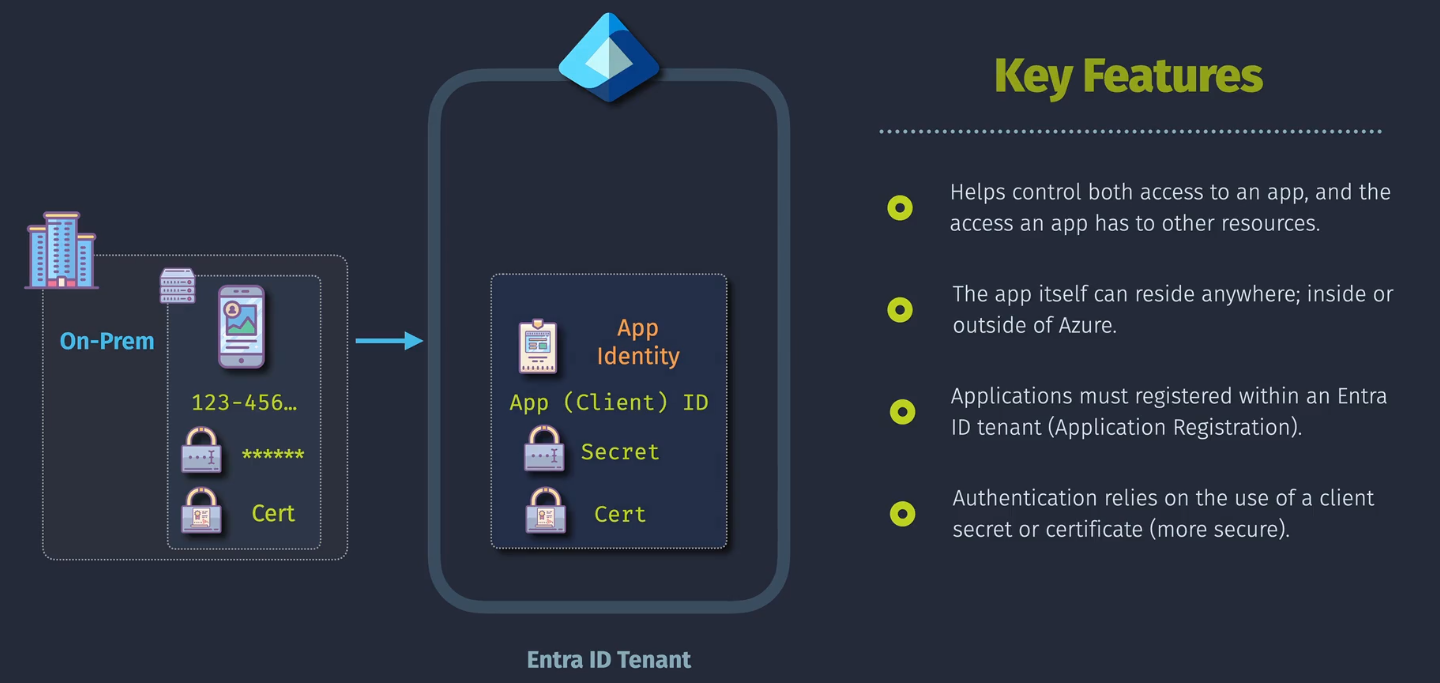 Key Features
Helps control both access to an app, and the
access an app has to other resources.
The app itself can reside anywhere; inside or
outside of Azure.
Applications must registered within an Entra
ID tenant (Application Registration).
Authentication relies on the use of a client
secret or certificate (more secure).
On-Prem
123-456…
******
Cert
App
Identity
App (Client) ID
Secret
Cert
Entra ID Tenant